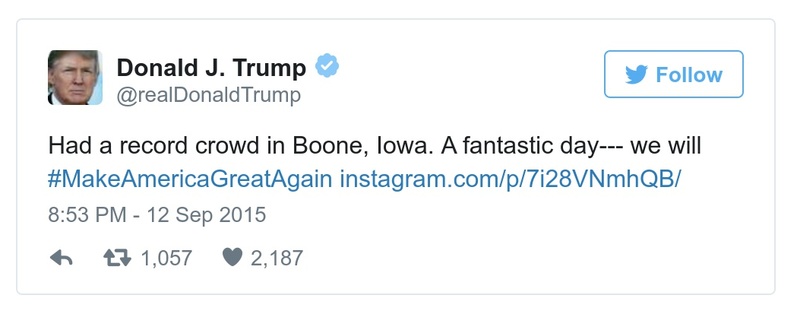 Donald J. Trump
@realDonaldTrump
Follow
Had a record crowd in Boone, Iowa. A fantastic day--- we will
#MakeAmericaGreatAgain instagram.com/p/7i28VNmhQB/
8:53 PM - 12 Sep 2015
1,057 2,187